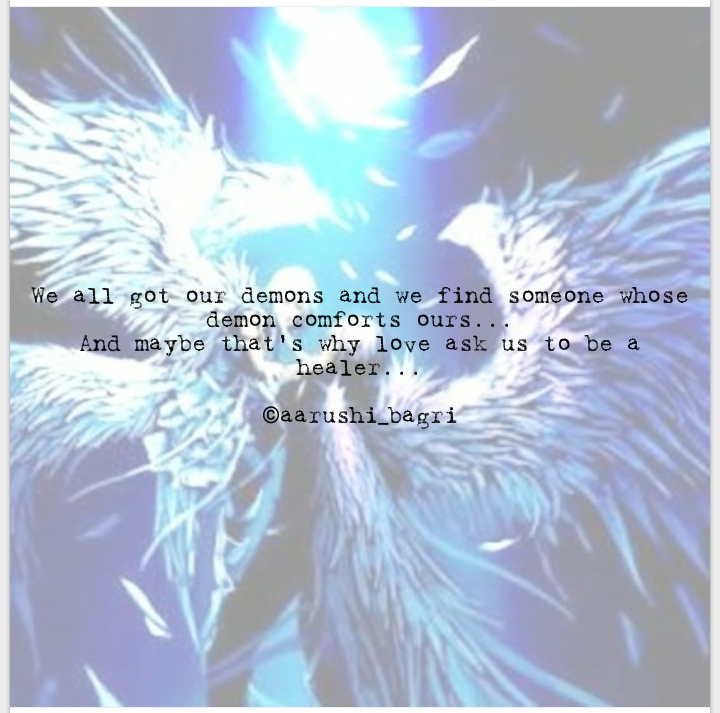 We all got our demons and we find someone whose
demon comforts ours...
And maybe that's why love ask us to be a
healer...
©aarushi_bagri